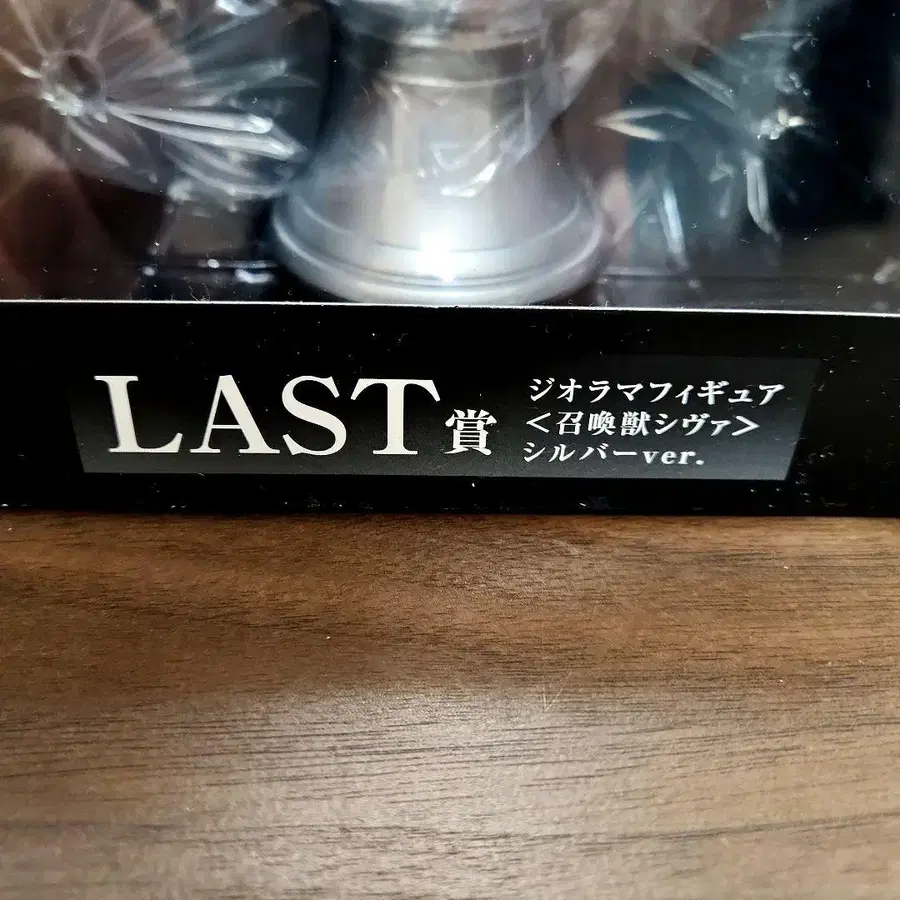 LAST賞
ジオラマフィギュア
＜召喚獣シヴァ＞
シルバーver.